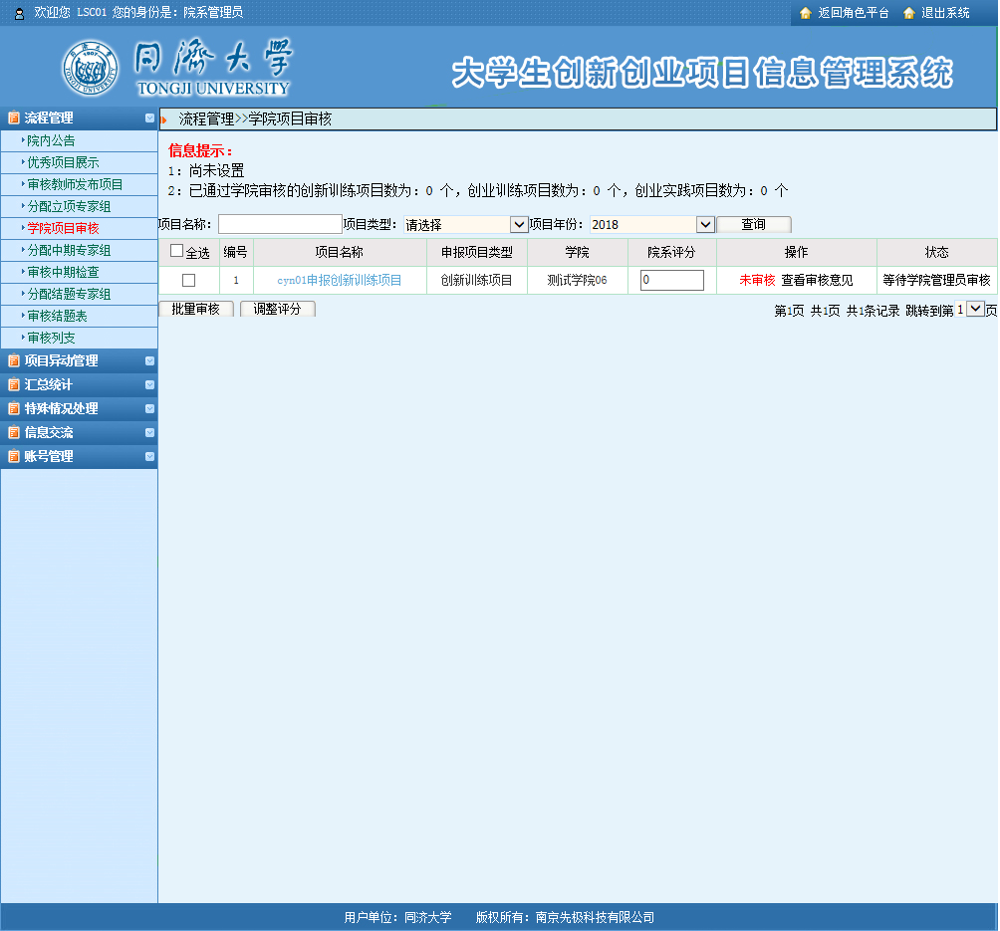 欢迎您 LSC01 您的身份是：院系管理员
返回角色平台 退出系统
同济大学
TONGJI UNIVERSITY
大学生创新创业项目信息管理系统
流程管理
院内公告
优秀项目展示
审核教师发布项目
分配立项专家组
学院项目审核
分配中期专家组
审核中期检查
分配结题专家组
审核结题表
审核列支
项目异动管理
汇总统计
特殊情况处理
信息交流
账号管理
流程管理>>学院项目审核
信息提示：
1：尚未设置
2：已通过学院审核的创新训练项目数为：0 个，创业训练项目数为：0 个，创业实践项目数为：0 个
项目名称： 项目类型：请选择 项目年份：2018 查询
全选 编号 项目名称 申报项目类型 学院 院系评分 操作 状态
1 cyn01申报创新训练项目 创新训练项目 测试学院06 0 未审核 查看审核意见 等待学院管理员审核
批量审核 调整评分 第1页 共1页 共1条记录 跳转到第1页
用户单位：同济大学 版权所有：南京先极科技有限公司